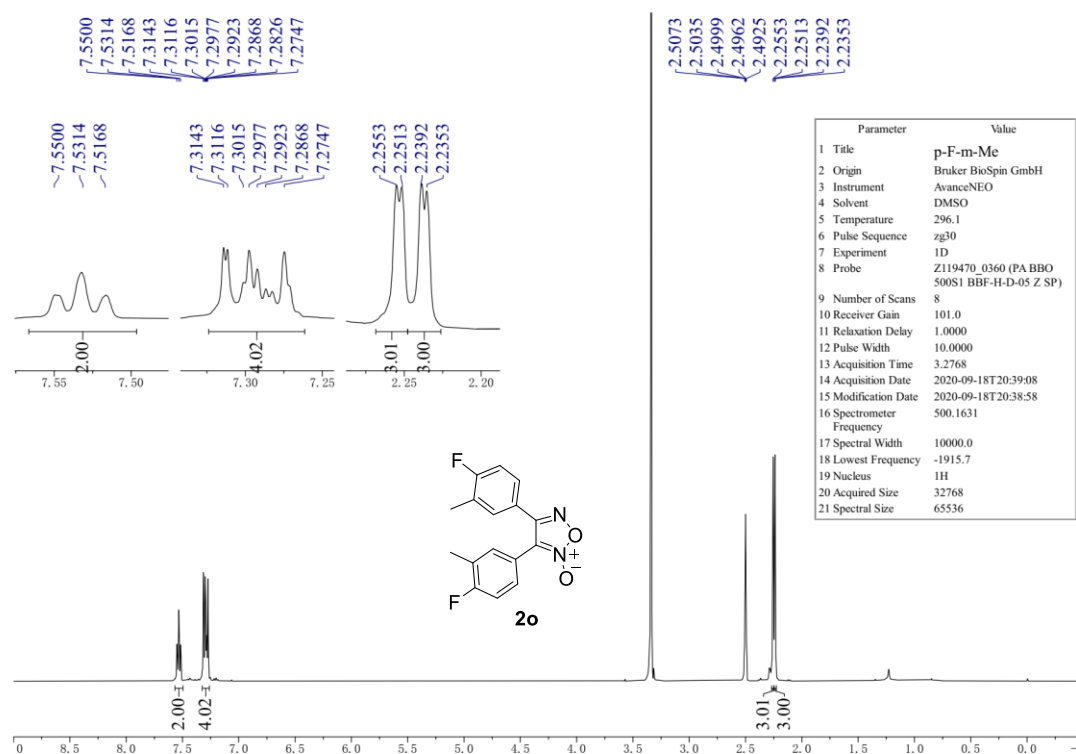 7.5500
7.5314
7.5168
7.3143
7.3116
7.3015
7.2977
7.2923
7.2868
7.2826
7.2747
2.5073
2.5035
2.4999
2.4962
2.4925
2.2553
2.2513
2.2392
2.2353
7.5500
7.5314
7.5168
7.3143
7.3116
7.3015
7.2977
7.2923
7.2868
7.2747
2.2553
2.2513
2.2392
2.2353
2.00
4.02
3.01
3.00
7.55 7.50 7.30 7.25 2.25 2.20
Parameter Value
1 Title p-F-m-Me
2 Origin Bruker BioSpin GmbH
3 Instrument AvanceNEO
4 Solvent DMSO
5 Temperature 296.1
6 Pulse Sequence zg30
7 Experiment 1D
8 Probe Z119470_0360 (PA BBO
500S1 BBF-H-D-05 Z SP)
9 Number of Scans 8
10 Receiver Gain 101.0
11 Relaxation Delay 1.0000
12 Pulse Width 10.0000
13 Acquisition Time 3.2768
14 Acquisition Date 2020-09-18T20:39:08
15 Modification Date 2020-09-18T20:38:58
16 Spectrometer 500.1631
Frequency
17 Spectral Width 10000.0
18 Lowest Frequency -1915.7
19 Nucleus 1H
20 Acquired Size 32768
21 Spectral Size 65536
F
N
O
N+
O−
F
2o
2.00
4.02
3.01
3.00
0 8.5 8.0 7.5 7.0 6.5 6.0 5.5 5.0 4.5 4.0 3.5 3.0 2.5 2.0 1.5 1.0 0.5 0.0